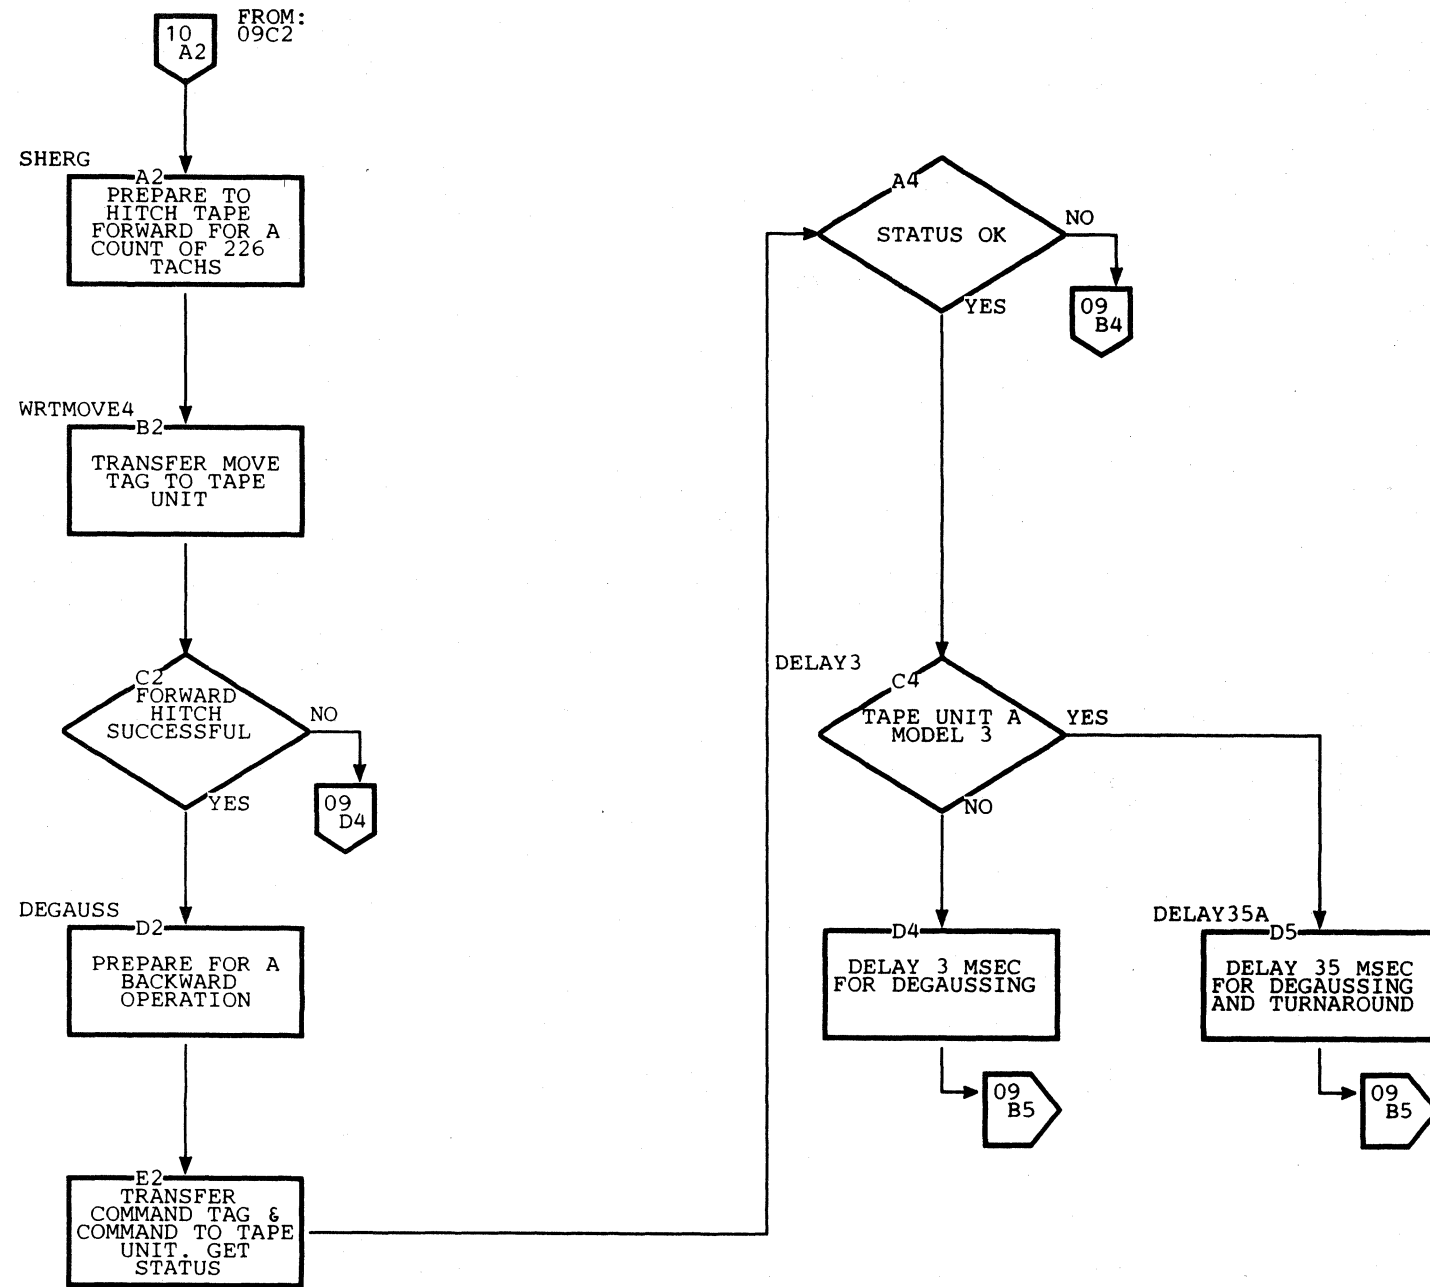 10
A2
FROM:
09C2
SHERG
A2
PREPARE TO
HITCH TAPE
FORWARD FOR A
COUNT OF 226
TACHS
WRTMOVE4
B2
TRANSFER MOVE
TAG TO TAPE
UNIT
C2
FORWARD
HITCH
SUCCESSFUL
NO
YES
09
D4
DEGAUSS
D2
PREPARE FOR A
BACKWARD
OPERATION
E2
TRANSFER
COMMAND TAG &
COMMAND TO TAPE
UNIT. GET
STATUS
A4
STATUS OK
NO
YES
09
B4
DELAY3
C4
TAPE UNIT A
MODEL 3
YES
NO
D4
DELAY 3 MSEC
FOR DEGAUSSING
09
B5
DELAY35A
D5
DELAY 35 MSEC
FOR DEGAUSSING
AND TURNAROUND
09
B5